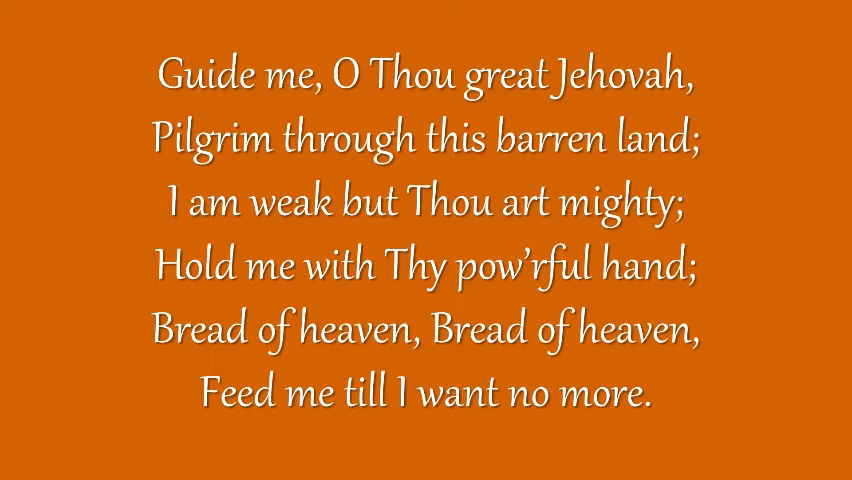 Guide me, O Thou great Jehovah,
Pilgrim through this barren land;
I am weak but Thou art mighty;
Hold me with Thy pow’rful hand;
Bread of heaven, Bread of heaven,
Feed me till I want no more.